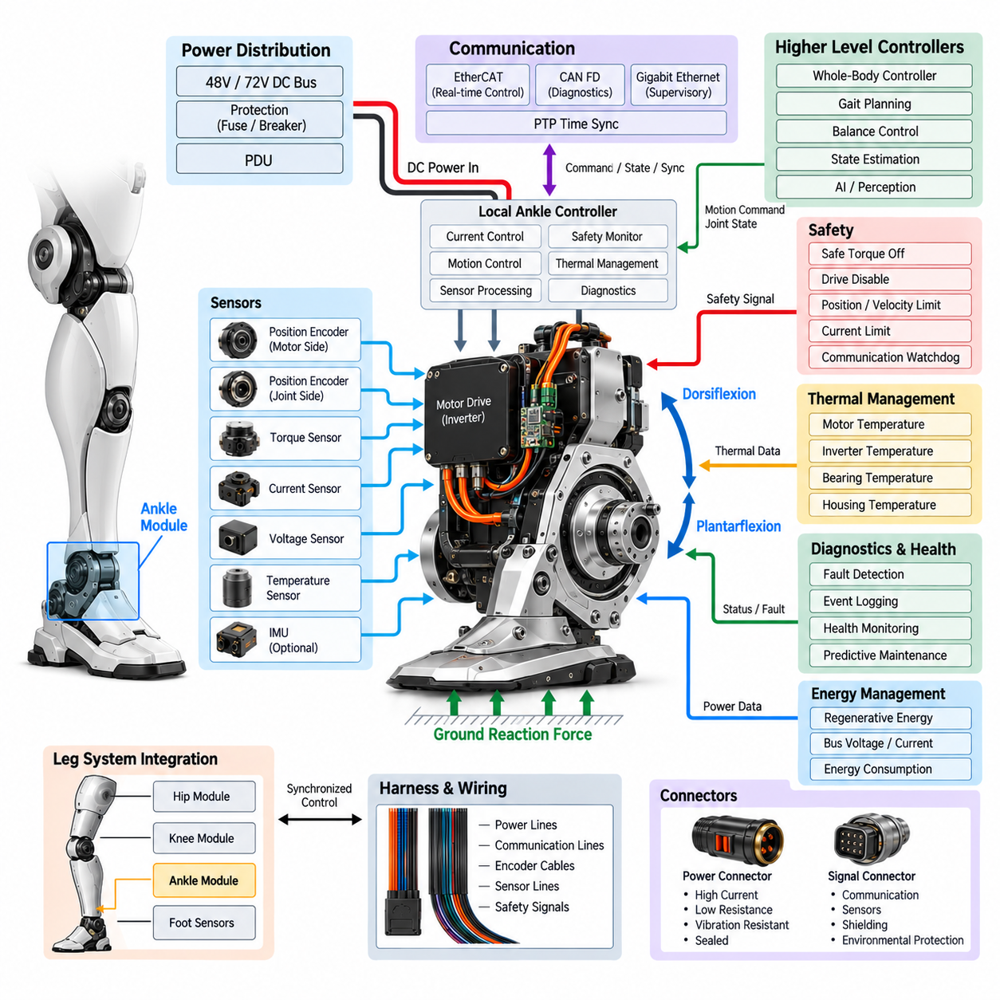 Power Distribution
48V / 72V DC Bus
Protection
(Fuse / Breaker)
PDU
Communication
EtherCAT
(Real-time Control)
CAN FD
(Diagnostics)
Gigabit Ethernet
(Supervisory)
PTP Time Sync
Higher Level Controllers
Whole-Body Controller
Gait Planning
Balance Control
State Estimation
AI / Perception
DC Power In
Command / State / Sync
Motion Command
Joint State
Local Ankle Controller
Current Control
Safety Monitor
Motion Control
Thermal Management
Sensor Processing
Diagnostics
Safety
Safe Torque Off
Drive Disable
Position / Velocity Limit
Current Limit
Communication Watchdog
Safety Signal
Sensors
Position Encoder
(Motor Side)
Position Encoder
(Joint Side)
Torque Sensor
Current Sensor
Voltage Sensor
Temperature
Sensor
IMU
(Optional)
Motor Drive
(Inverter)
Dorsiflexion
Plantarflexion
Thermal Management
Motor Temperature
Inverter Temperature
Bearing Temperature
Housing Temperature
Thermal Data
Ankle
Module
Diagnostics & Health
Fault Detection
Event Logging
Health Monitoring
Predictive Maintenance
Status / Fault
Energy Management
Regenerative Energy
Bus Voltage / Current
Energy Consumption
Power Data
Ground Reaction Force
Leg System Integration
Hip Module
Knee Module
Ankle Module
Foot Sensors
Synchronized
Control
Harness & Wiring
Power Lines
Communication Lines
Encoder Cables
Sensor Lines
Safety Signals
Connectors
Power Connector
• High Current
• Low Resistance
• Vibration Resistant
• Sealed
Signal Connector
• Communication
• Sensors
• Shielding
• Environmental Protection